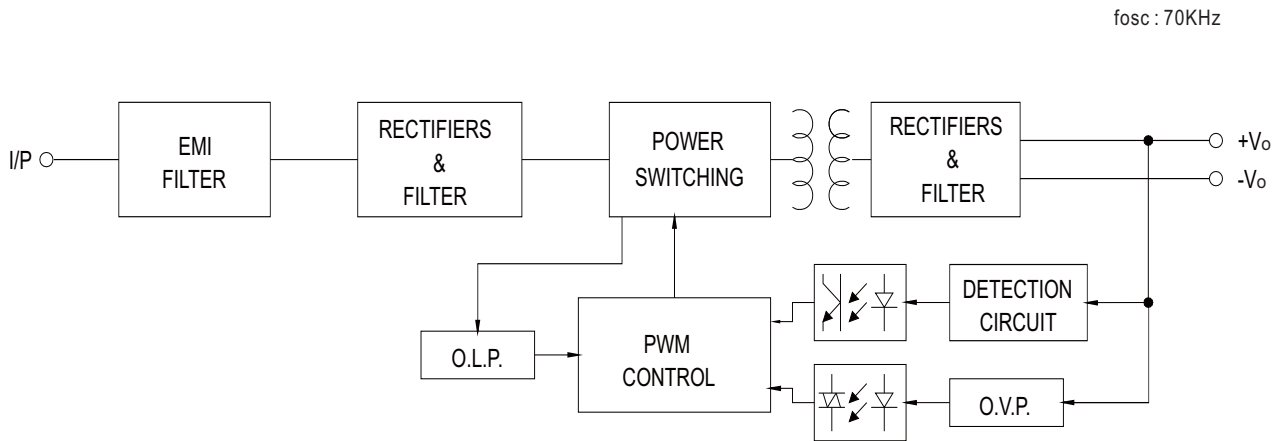 fosc : 70KHz
I/P
EMI
FILTER
RECTIFIERS
&
FILTER
POWER
SWITCHING
RECTIFIERS
&
FILTER
+Vo
-Vo
O.L.P.
PWM
CONTROL
DETECTION
CIRCUIT
O.V.P.